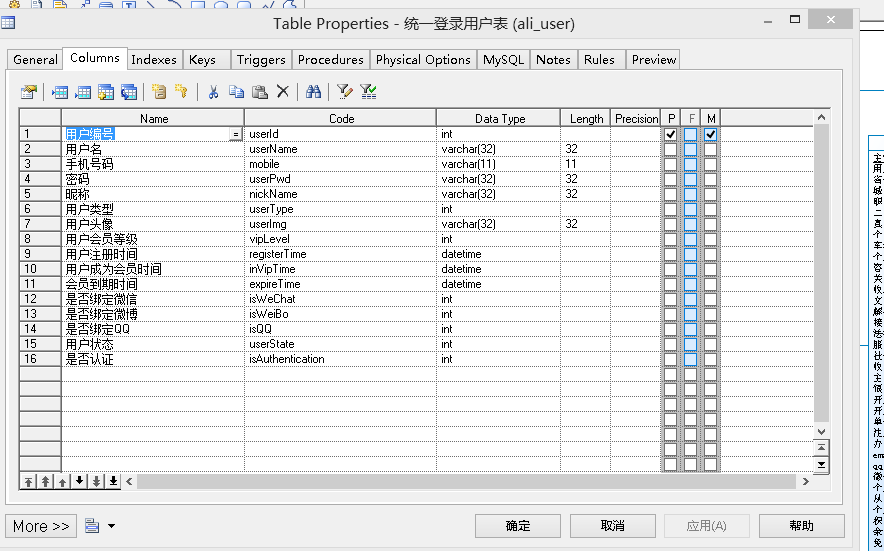 Table Properties - 统一登录用户表 (ali_user)
General Columns Indexes Keys Triggers Procedures Physical Options MySQL Notes Rules Preview
Name Code Data Type Length Precision P F M
1 用户编号 = userId int
2 用户名 userName varchar(32) 32
3 手机号码 mobile varchar(11) 11
4 密码 userPwd varchar(32) 32
5 昵称 nickName varchar(32) 32
6 用户类型 userType int
7 用户头像 userImg varchar(32) 32
8 用户会员等级 vipLevel int
9 用户注册时间 registerTime datetime
10 用户成为会员时间 inVipTime datetime
11 会员到期时间 expireTime datetime
12 是否绑定微信 isWeChat int
13 是否绑定微博 isWeiBo int
14 是否绑定QQ isQQ int
15 用户状态 userState int
16 是否认证 isAuthentication int
More >> 确定 取消 应用(A) 帮助